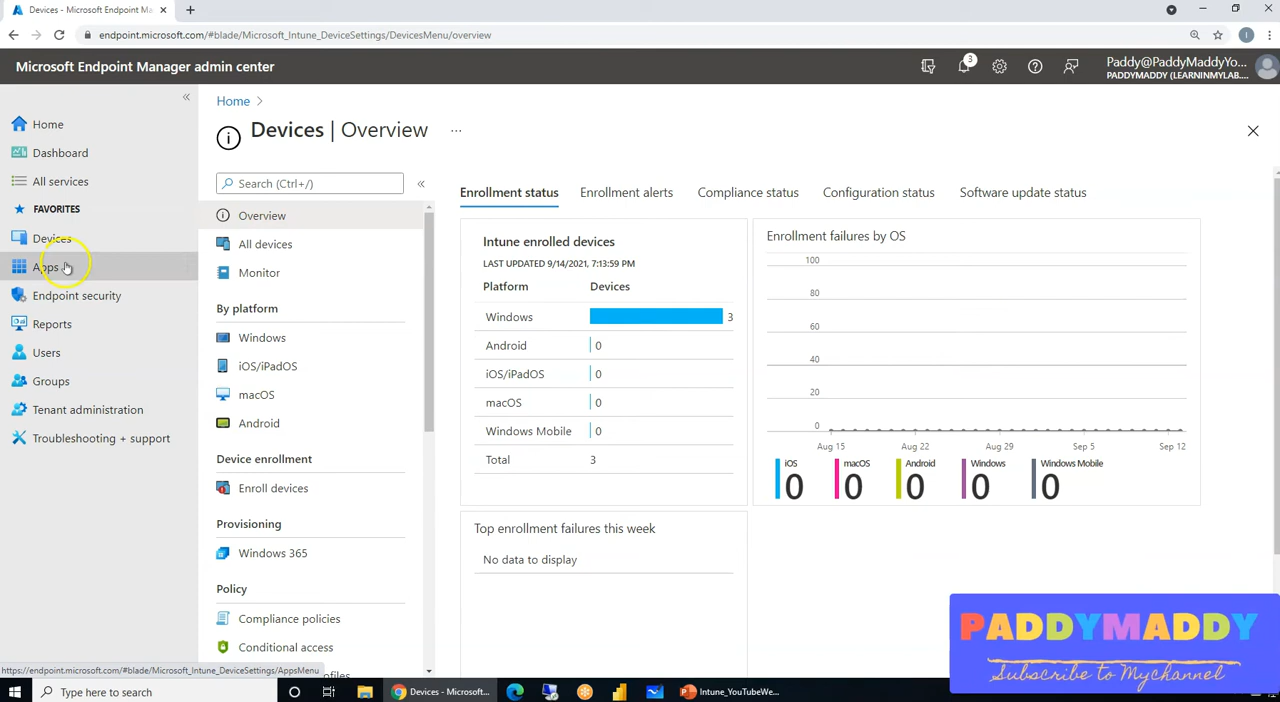 Devices - Microsoft Endpoint Ma
endpoint.microsoft.com/#blade/Microsoft_Intune_DeviceSettings/DevicesMenu/overview
I
Microsoft Endpoint Manager admin center
3
Paddy@PaddyMaddyYo...
PADDYMADDY (LEARNINMYLAB....
Home
Dashboard
All services
FAVORITES
Devices
Apps
Endpoint security
Reports
Users
Groups
Tenant administration
Troubleshooting + support
Home >
Devices | Overview ...
Search (Ctrl+/)
Overview
All devices
Monitor
By platform
Windows
iOS/iPadOS
macOS
Android
Device enrollment
Enroll devices
Provisioning
Windows 365
Policy
Compliance policies
Conditional access
Enrollment status Enrollment alerts Compliance status Configuration status Software update status
Intune enrolled devices
LAST UPDATED 9/14/2021, 7:13:59 PM
Platform Devices
Windows 3
Android 0
iOS/iPadOS 0
macOS 0
Windows Mobile 0
Total 3
Enrollment failures by OS
100
80
60
40
20
0
Aug 15 Aug 22 Aug 29 Sep 5 Sep 12
iOS macOS Android Windows Windows Mobile
0 0 0 0 0
Top enrollment failures this week
No data to display
PADDYMADDY
Subscribe to Mychannel
https://endpoint.microsoft.com/#blade/Microsoft_Intune_DeviceSettings/AppsMenu
Type here to search
Devices - Microsoft...
Intune_YouTubeWe...